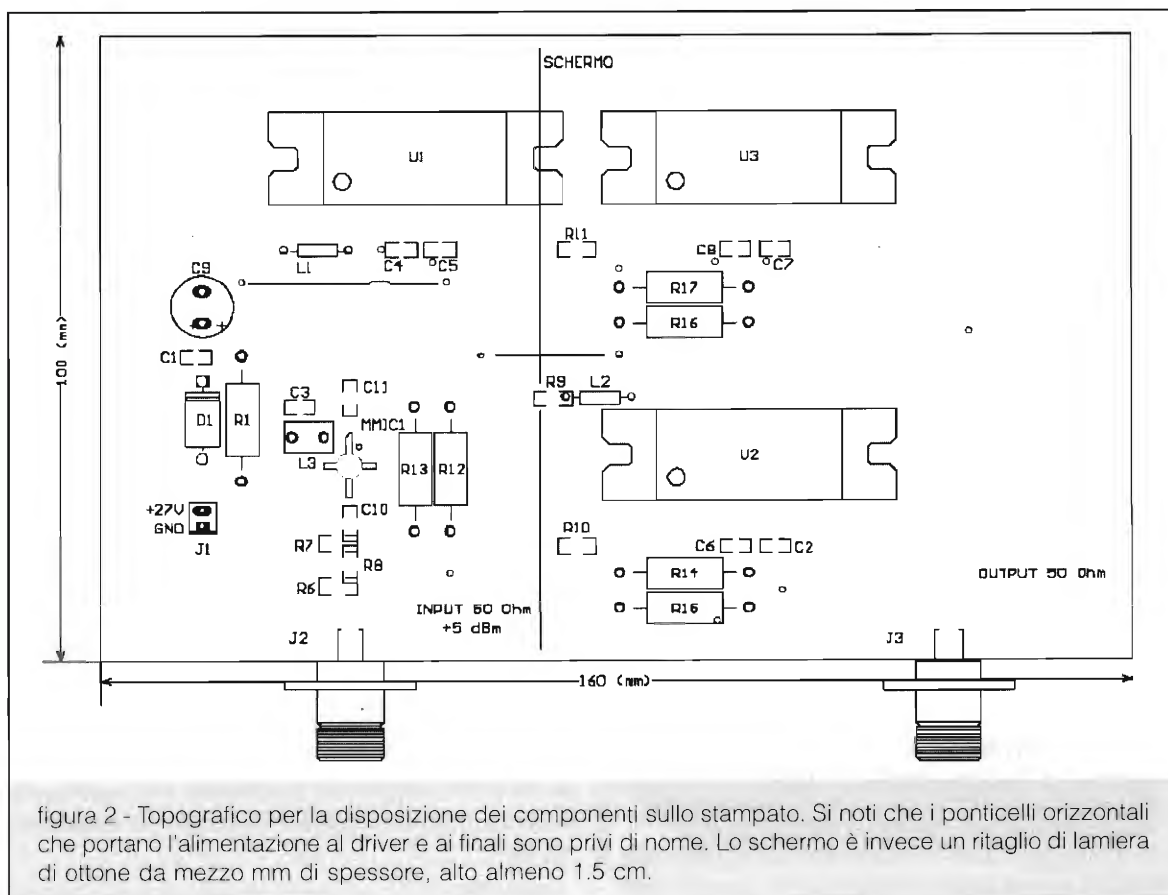 SCHERMO
U1
U3
R11
C9
L1
C4
C5
C8
C7
R17
R16
C1
100 (mm)
D1
R1
C3
C11
MMIC1
R9
L2
L3
R13
R12
U2
+27V
GND
J1
C10
R7
R8
R6
R10
C6
C2
R14
R16
INPUT 50 Ohm
+5 dBm
OUTPUT 50 Ohm
J2
J3
160 (mm)
figura 2 - Topografico per la disposizione dei componenti sullo stampato. Si noti che i ponticelli orizzontali
che portano l'alimentazione al driver e ai finali sono privi di nome. Lo schermo è invece un ritaglio di lamiera
di ottone da mezzo mm di spessore, alto almeno 1.5 cm.